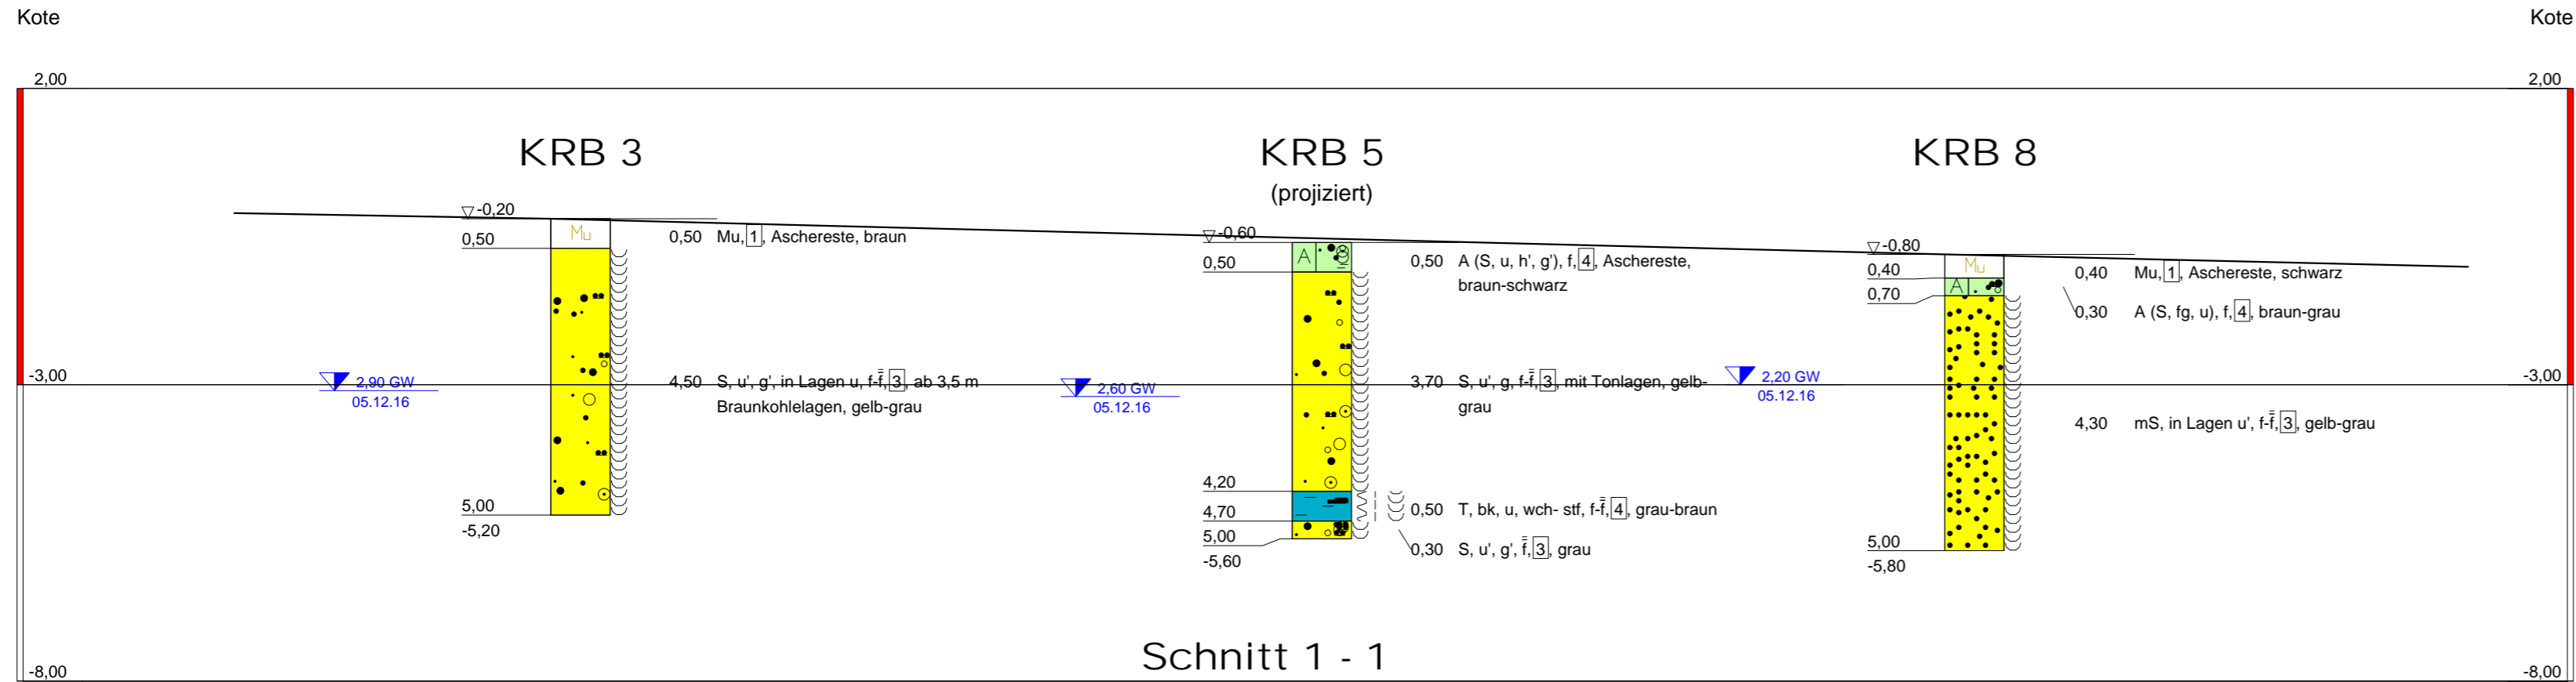 Kote
Kote
2,00
2,00
KRB 3
KRB 5
(projiziert)
KRB 8
-0,20
0,50
Mu
0,50 Mu, 1, Aschereste, braun
2,90 GW
05.12.16
4,50 S, u', g', in Lagen u, f-f̿, 3, ab 3,5 m
Braunkohlelagen, gelb-grau
5,00
-5,20
-0,60
0,50
A
0,50 A (S, u, h', g'), f, 4, Aschereste,
braun-schwarz
2,60 GW
05.12.16
3,70 S, u', g, f-f̿, 3, mit Tonlagen, gelb-
grau
4,20
4,70
0,50 T, bk, u, wch- stf, f-f̿, 4, grau-braun
5,00
-5,60
0,30 S, u', g', f̿, 3, grau
-0,80
0,40
0,70
Mu
A
0,40 Mu, 1, Aschereste, schwarz
0,30 A (S, fg, u), f, 4, braun-grau
2,20 GW
05.12.16
4,30 mS, in Lagen u', f-f̿, 3, gelb-grau
5,00
-5,80
-3,00
-3,00
Schnitt 1 - 1
-8,00
-8,00